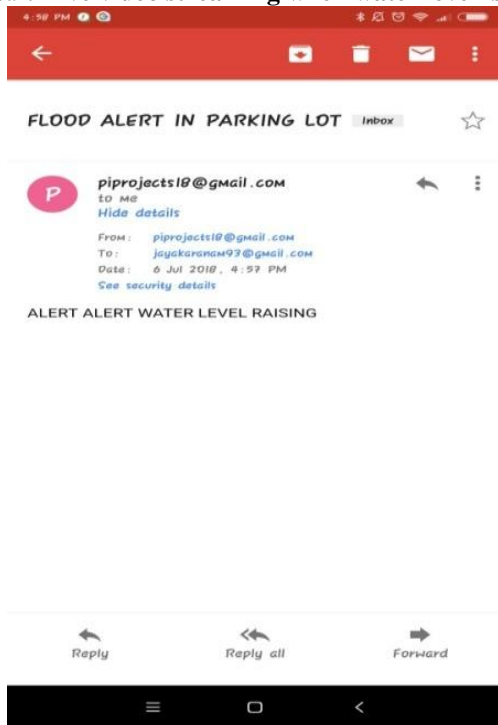 4:58 PM
FLOOD ALERT IN PARKING LOT Inbox
P
piprojects18@gmail.com
to me
Hide details
From: piprojects18@gmail.com
To: jayakaranam93@gmail.com
Date: 6 Jul 2018, 4:57 PM
See security details
ALERT ALERT WATER LEVEL RAISING
Reply Reply all Forward